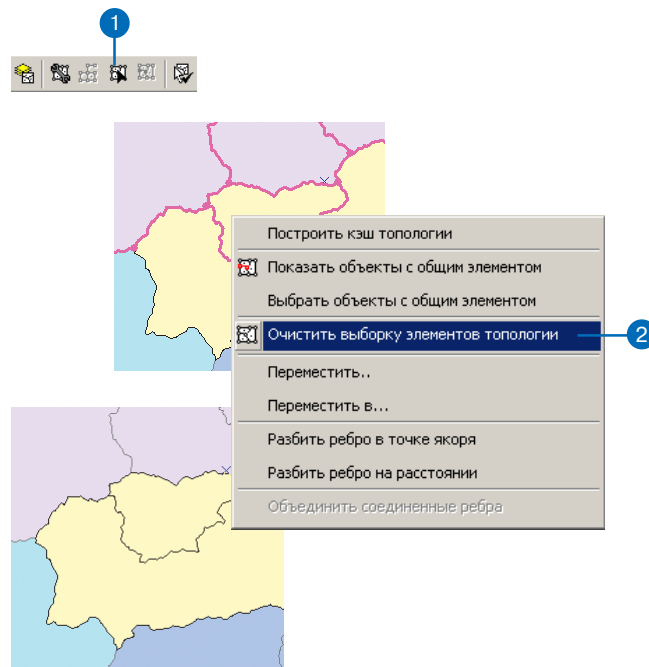 1
Построить кэш топологии
Показать объекты с общим элементом
Выбрать объекты с общим элементом
Очистить выборку элементов топологии
2
Переместить..
Переместить в...
Разбить ребро в точке якоря
Разбить ребро на расстоянии
Объединить соединенные ребра